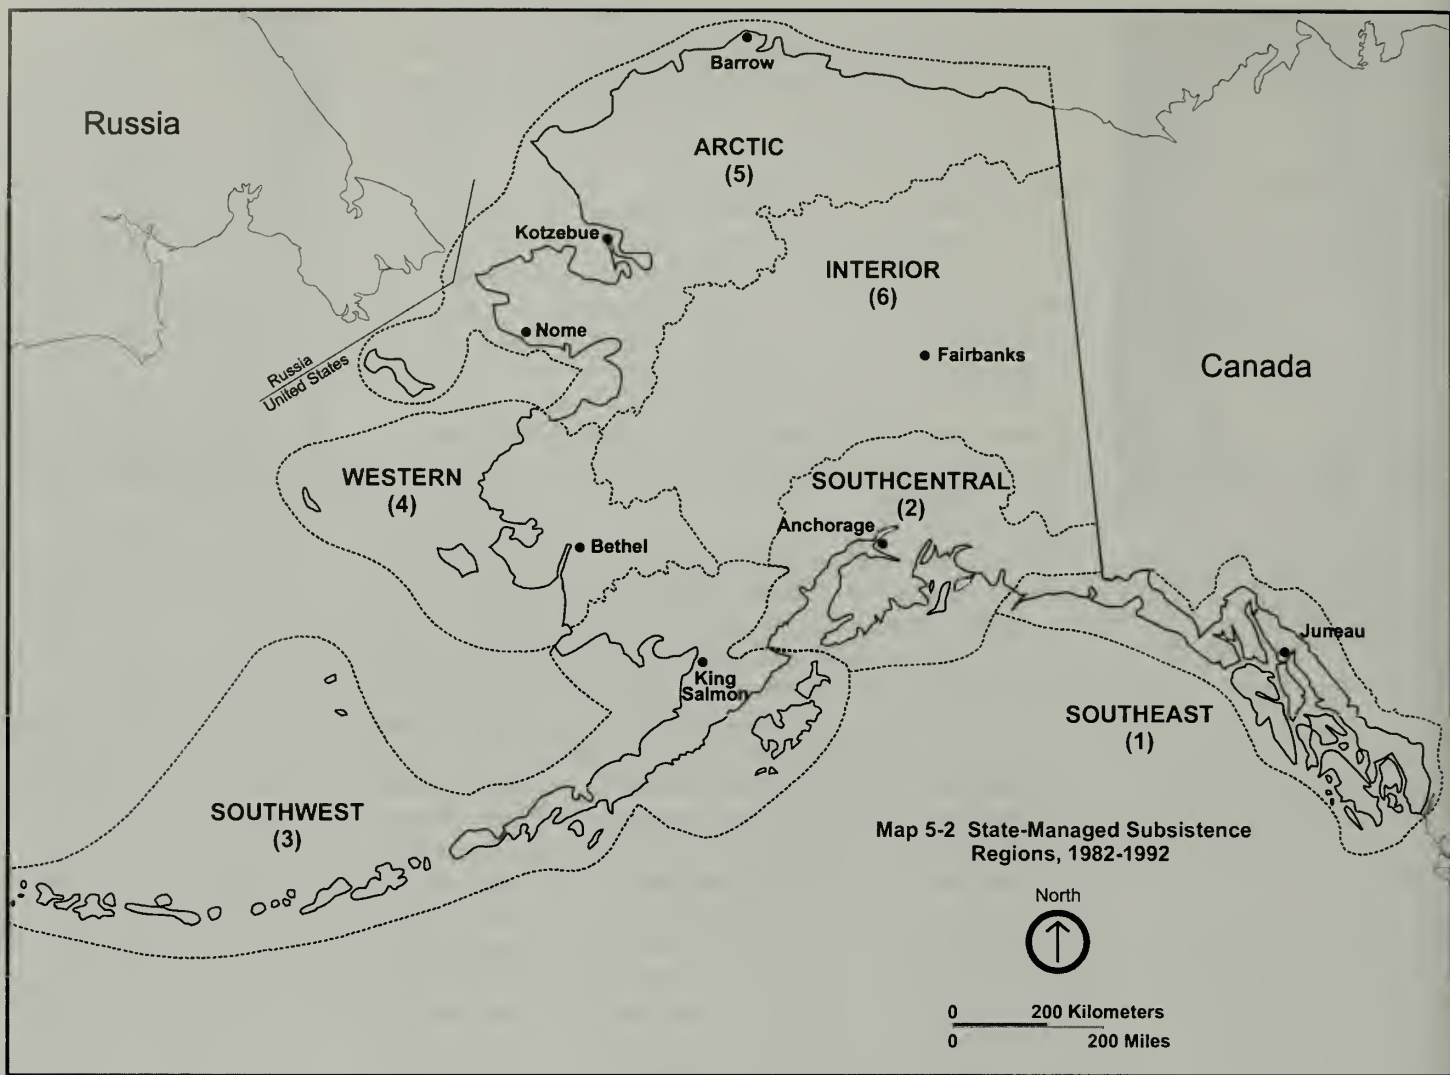 Barrow
Russia
ARCTIC
(5)
Kotzebue
INTERIOR
(6)
Nome
Fairbanks
Russia
United States
Canada
WESTERN
(4)
SOUTHCENTRAL
(2)
Anchorage
Bethel
Juneau
King
Salmon
SOUTHEAST
(1)
SOUTHWEST
(3)
Map 5-2 State-Managed Subsistence
Regions, 1982-1992
North
0 200 Kilometers
0 200 Miles